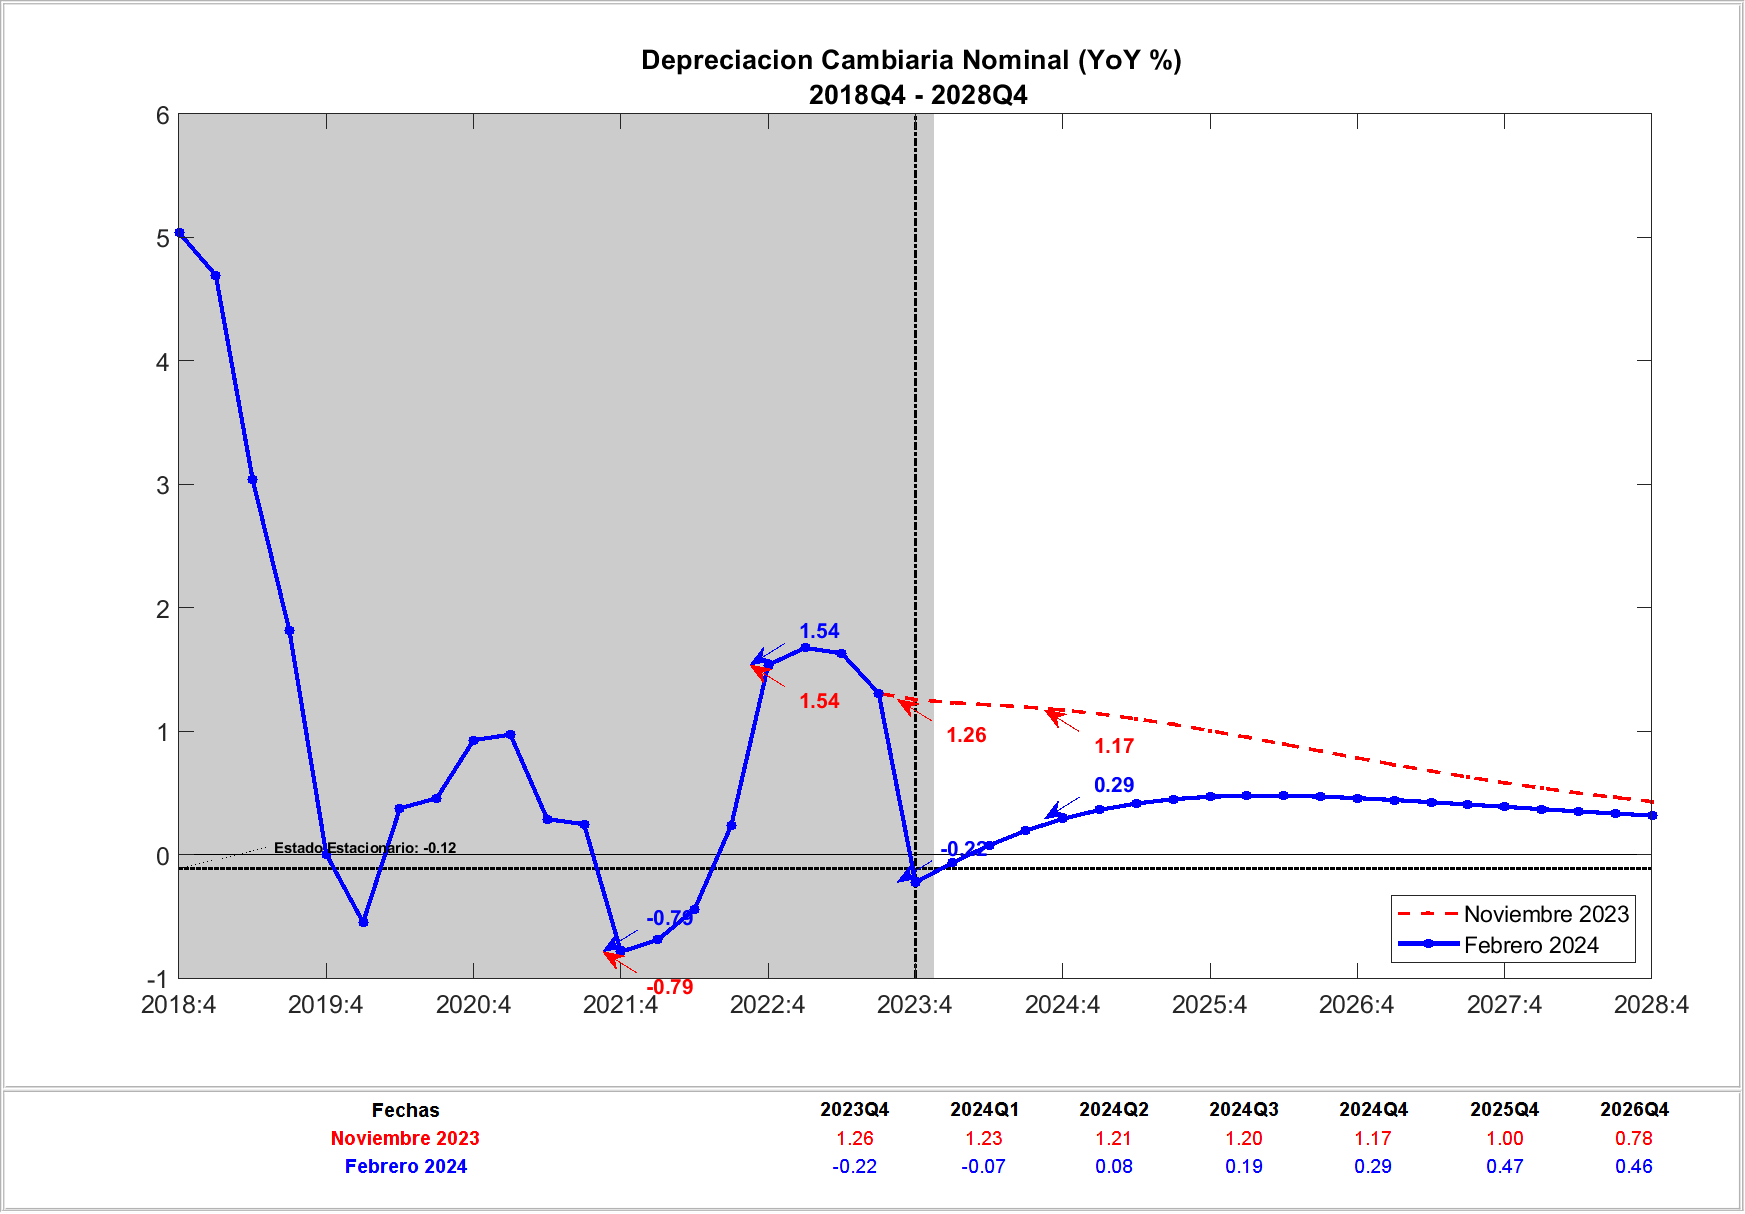 Depreciacion Cambiaria Nominal (YoY %)
2018Q4 - 2028Q4
6
5
4
3
2
1
0
-1
1.54
1.54
1.26
1.17
0.29
-0.22
Estado Estacionario: -0.12
-0.79
-0.79
Noviembre 2023
Febrero 2024
2018:4 2019:4 2020:4 2021:4 2022:4 2023:4 2024:4 2025:4 2026:4 2027:4 2028:4
Fechas 2023Q4 2024Q1 2024Q2 2024Q3 2024Q4 2025Q4 2026Q4
Noviembre 2023 1.26 1.23 1.21 1.20 1.17 1.00 0.78
Febrero 2024 -0.22 -0.07 0.08 0.19 0.29 0.47 0.46